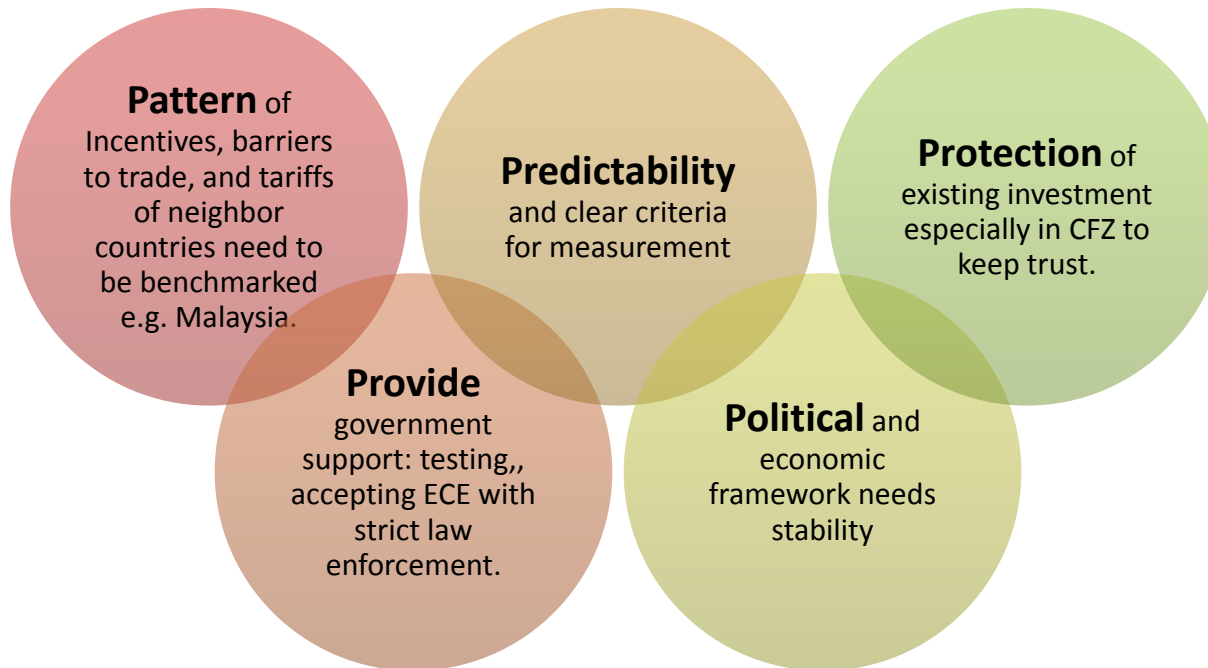 Pattern of
Incentives, barriers
to trade, and tariffs
of neighbor
countries need to
be benchmarked
e.g. Malaysia.
Provide
government
support: testing,,
accepting ECE with
strict law
enforcement.
Predictability
and clear criteria
for measurement
Political and
economic
framework needs
stability
Protection of
existing investment
especially in CFZ to
keep trust.